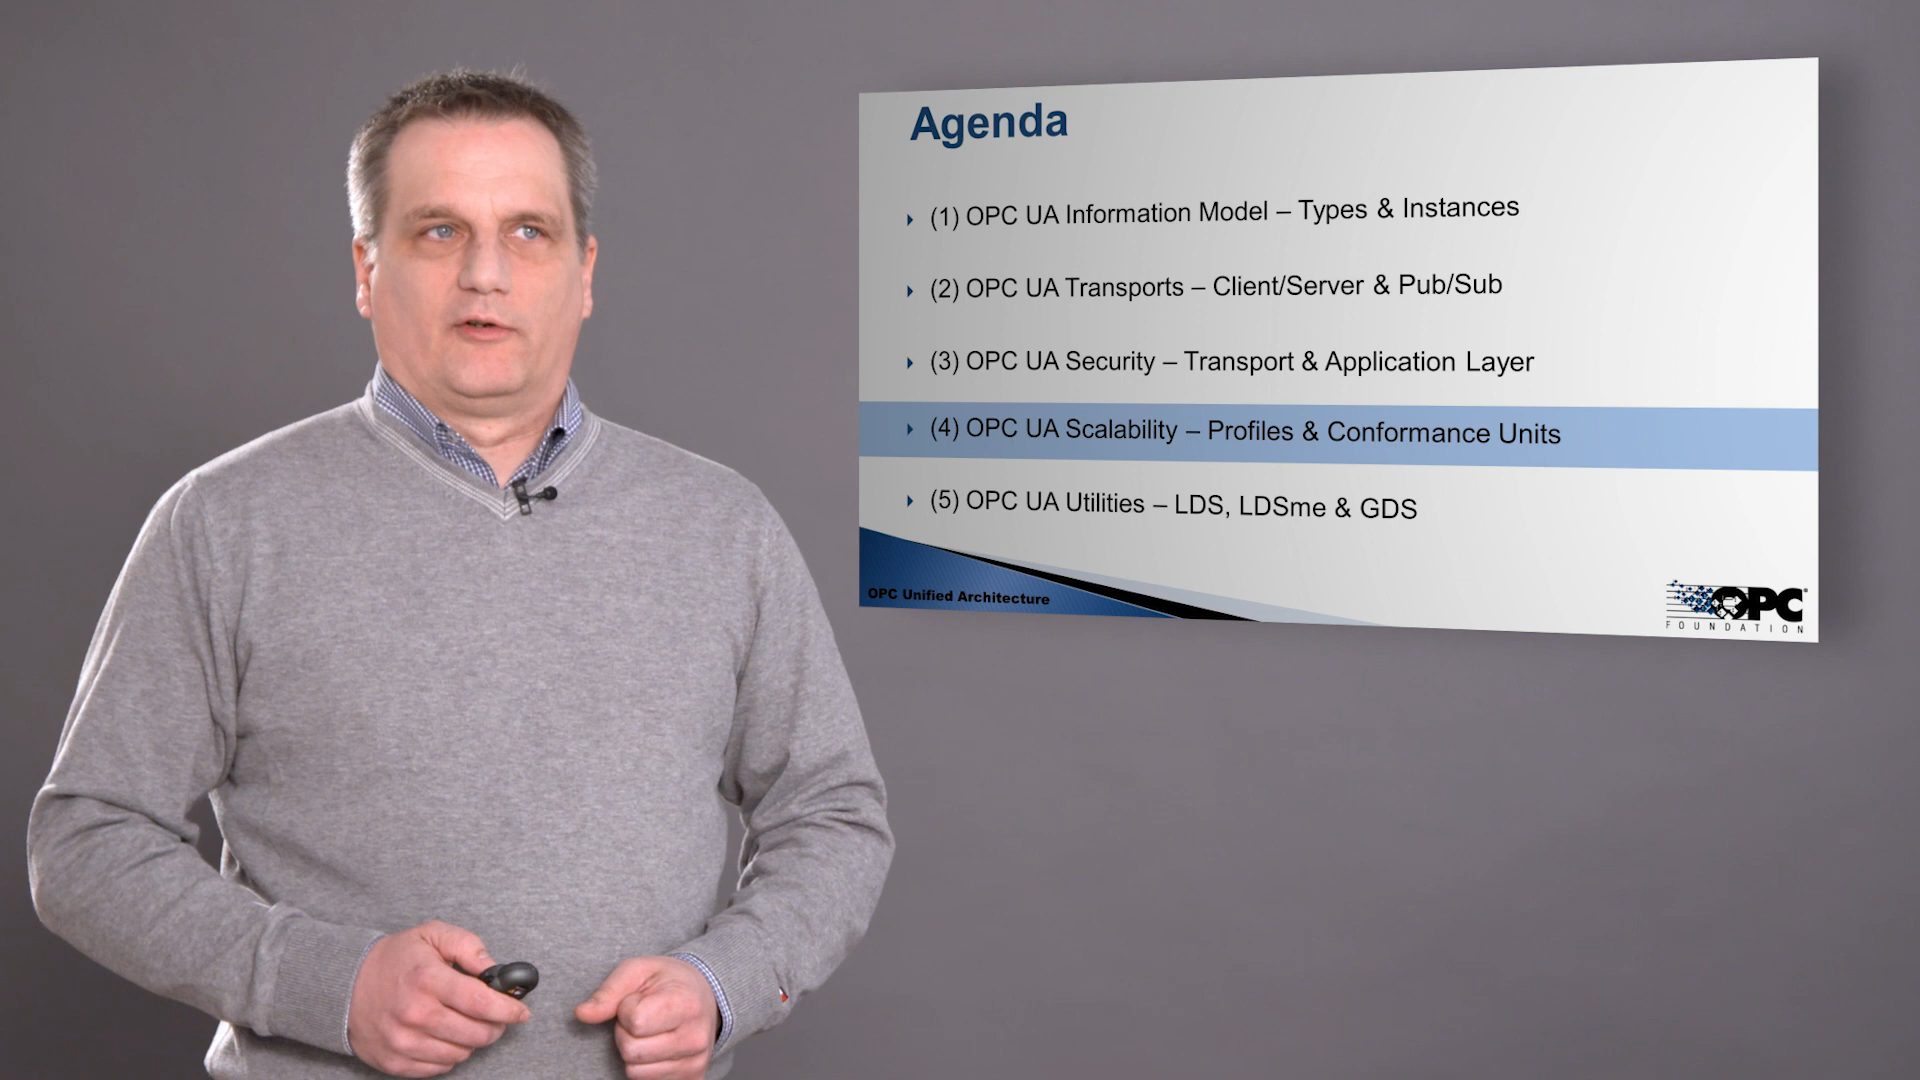 Agenda
(1) OPC UA Information Model – Types & Instances
(2) OPC UA Transports – Client/Server & Pub/Sub
(3) OPC UA Security – Transport & Application Layer
(4) OPC UA Scalability – Profiles & Conformance Units
(5) OPC UA Utilities – LDS, LDSme & GDS
OPC Unified Architecture
OPC
FOUNDATION